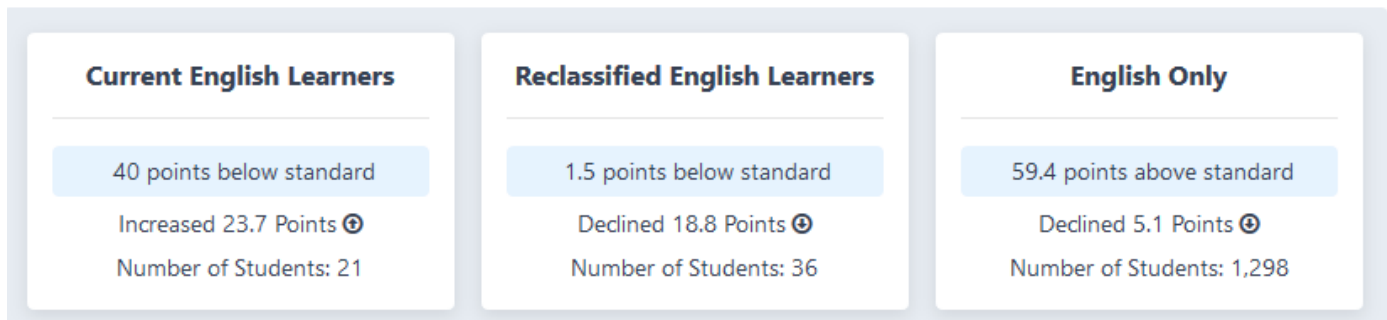 Current English Learners
40 points below standard
Increased 23.7 Points
Number of Students: 21
Reclassified English Learners
1.5 points below standard
Declined 18.8 Points
Number of Students: 36
English Only
59.4 points above standard
Declined 5.1 Points
Number of Students: 1,298